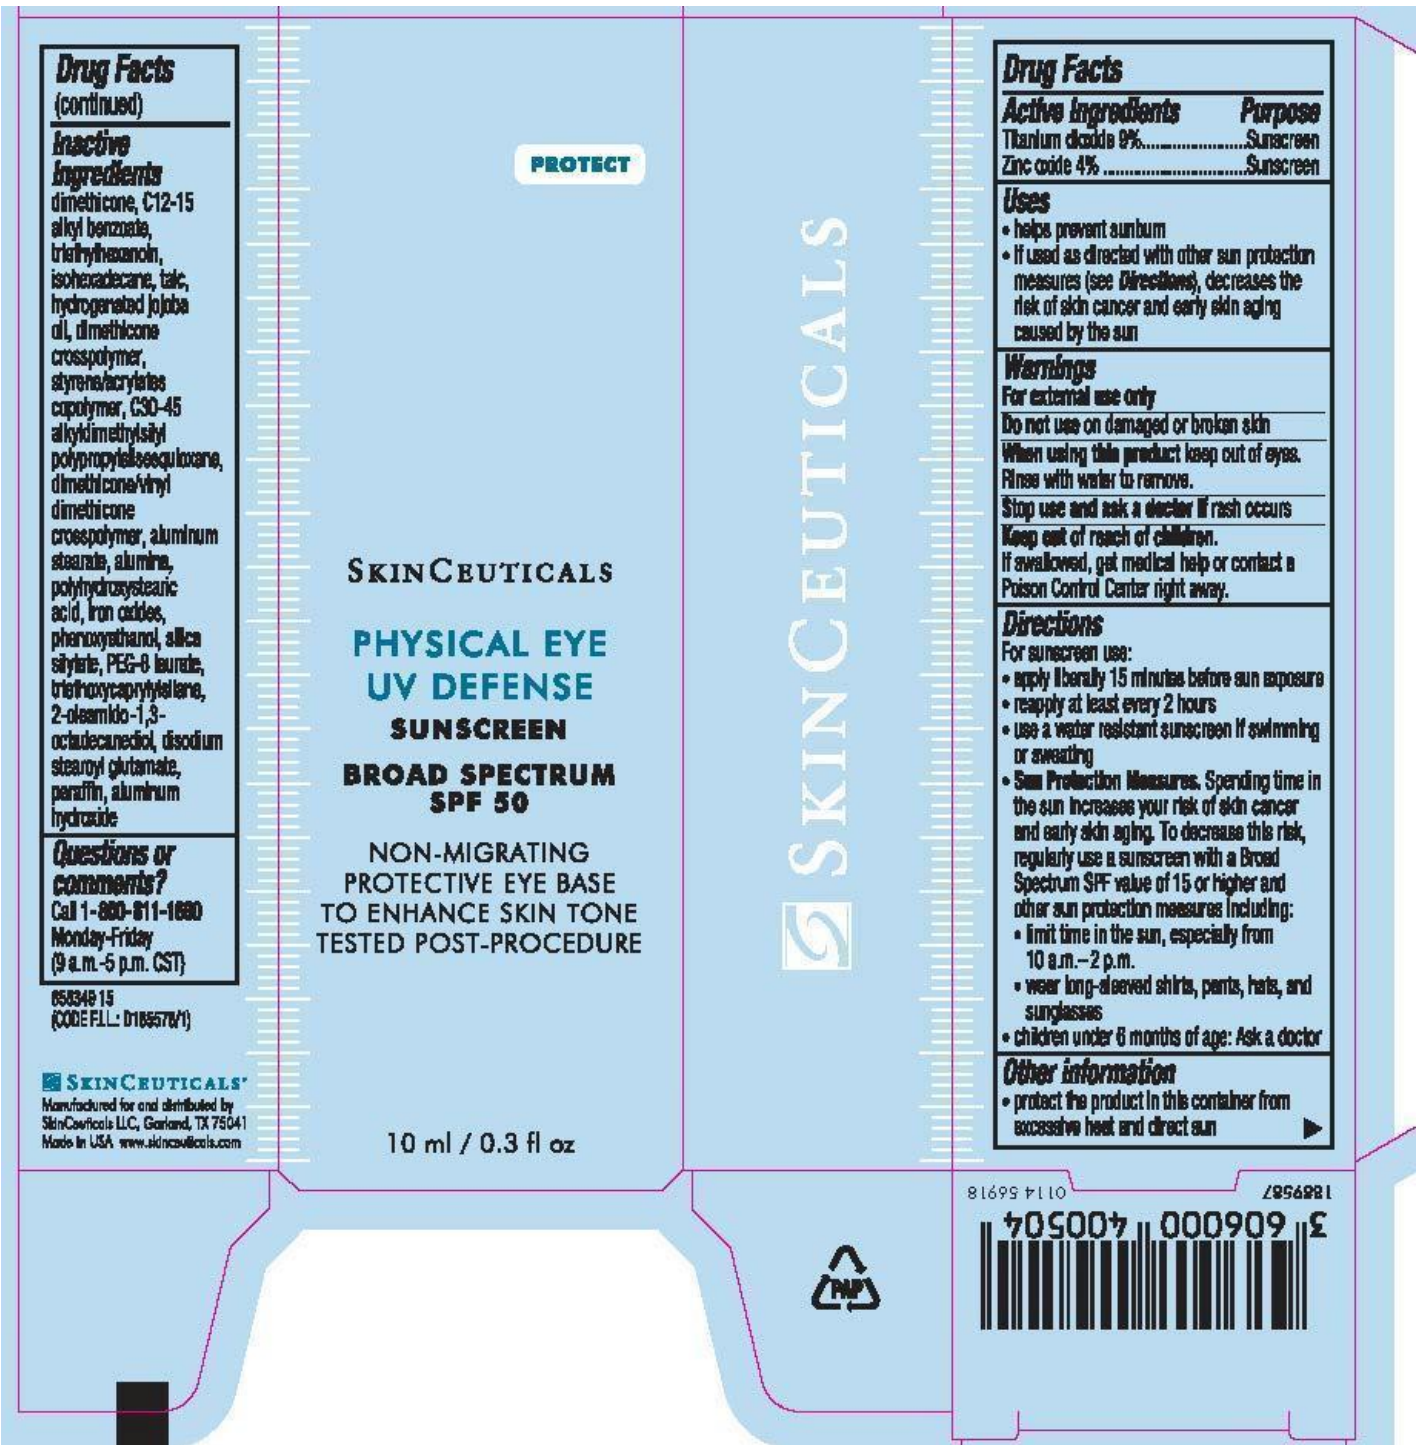 Drug Facts
(continued)
Inactive
Ingredients
dimethicone, C12-15
alkyl benzoate,
triethylhexanoin,
isohexadecane, talc,
hydrogenated jojoba
oil, dimethicone
crosspolymer,
styrene/acrylates
copolymer, C30-45
alkyldimethylsilyl
polypropylsilsesquioxane,
dimethicone/vinyl
dimethicone
crosspolymer, aluminum
stearate, alumina,
polyhydroxystearic
acid, iron oxides,
phenoxyethanol, silica
silylate, PEG-8 laurate,
triethoxycaprylylsilane,
2-oleamido-1,3-
octadecanediol, disodium
stearoyl glutamate,
paraffin, aluminum
hydroxide
Questions or
comments?
Call
Monday-Friday
(9 a.m.-5 p.m. CST)
(CODE F.I.L.:
SKINCEUTICALS
Manufactured for and distributed by
SkinCeuticals LLC, Garland, TX 75041
Made in USA www.skinceuticals.com
PROTECT
SKINCEUTICALS
PHYSICAL EYE
UV DEFENSE
SUNSCREEN
BROAD SPECTRUM
SPF 50
NON-MIGRATING
PROTECTIVE EYE BASE
TO ENHANCE SKIN TONE
TESTED POST-PROCEDURE
10 ml / 0.3 fl oz
SKINCEUTICALS
PAP
Drug Facts
Active Ingredients Purpose
Titanium dioxide 9%........................Sunscreen
Zinc oxide 4% .................................Sunscreen
Uses
• helps prevent sunburn
• if used as directed with other sun protection
measures (see Directions), decreases the
risk of skin cancer and early skin aging
caused by the sun
Warnings
For external use only
Do not use on damaged or broken skin
When using this product keep out of eyes.
Rinse with water to remove.
Stop use and ask a doctor if rash occurs
Keep out of reach of children.
If swallowed, get medical help or contact a
Poison Control Center right away.
Directions
For sunscreen use:
• apply liberally 15 minutes before sun exposure
• reapply at least every 2 hours
• use a water resistant sunscreen if swimming
or sweating
• Sun Protection Measures. Spending time in
the sun increases your risk of skin cancer
and early skin aging. To decrease this risk,
regularly use a sunscreen with a Broad
Spectrum SPF value of 15 or higher and
other sun protection measures including:
• limit time in the sun, especially from
10 a.m.–2 p.m.
• wear long-sleeved shirts, pants, hats, and
sunglasses
• children under 6 months of age: Ask a doctor
Other information
• protect the product in this container from
excessive heat and direct sun
0114 56918
3 606000 400504